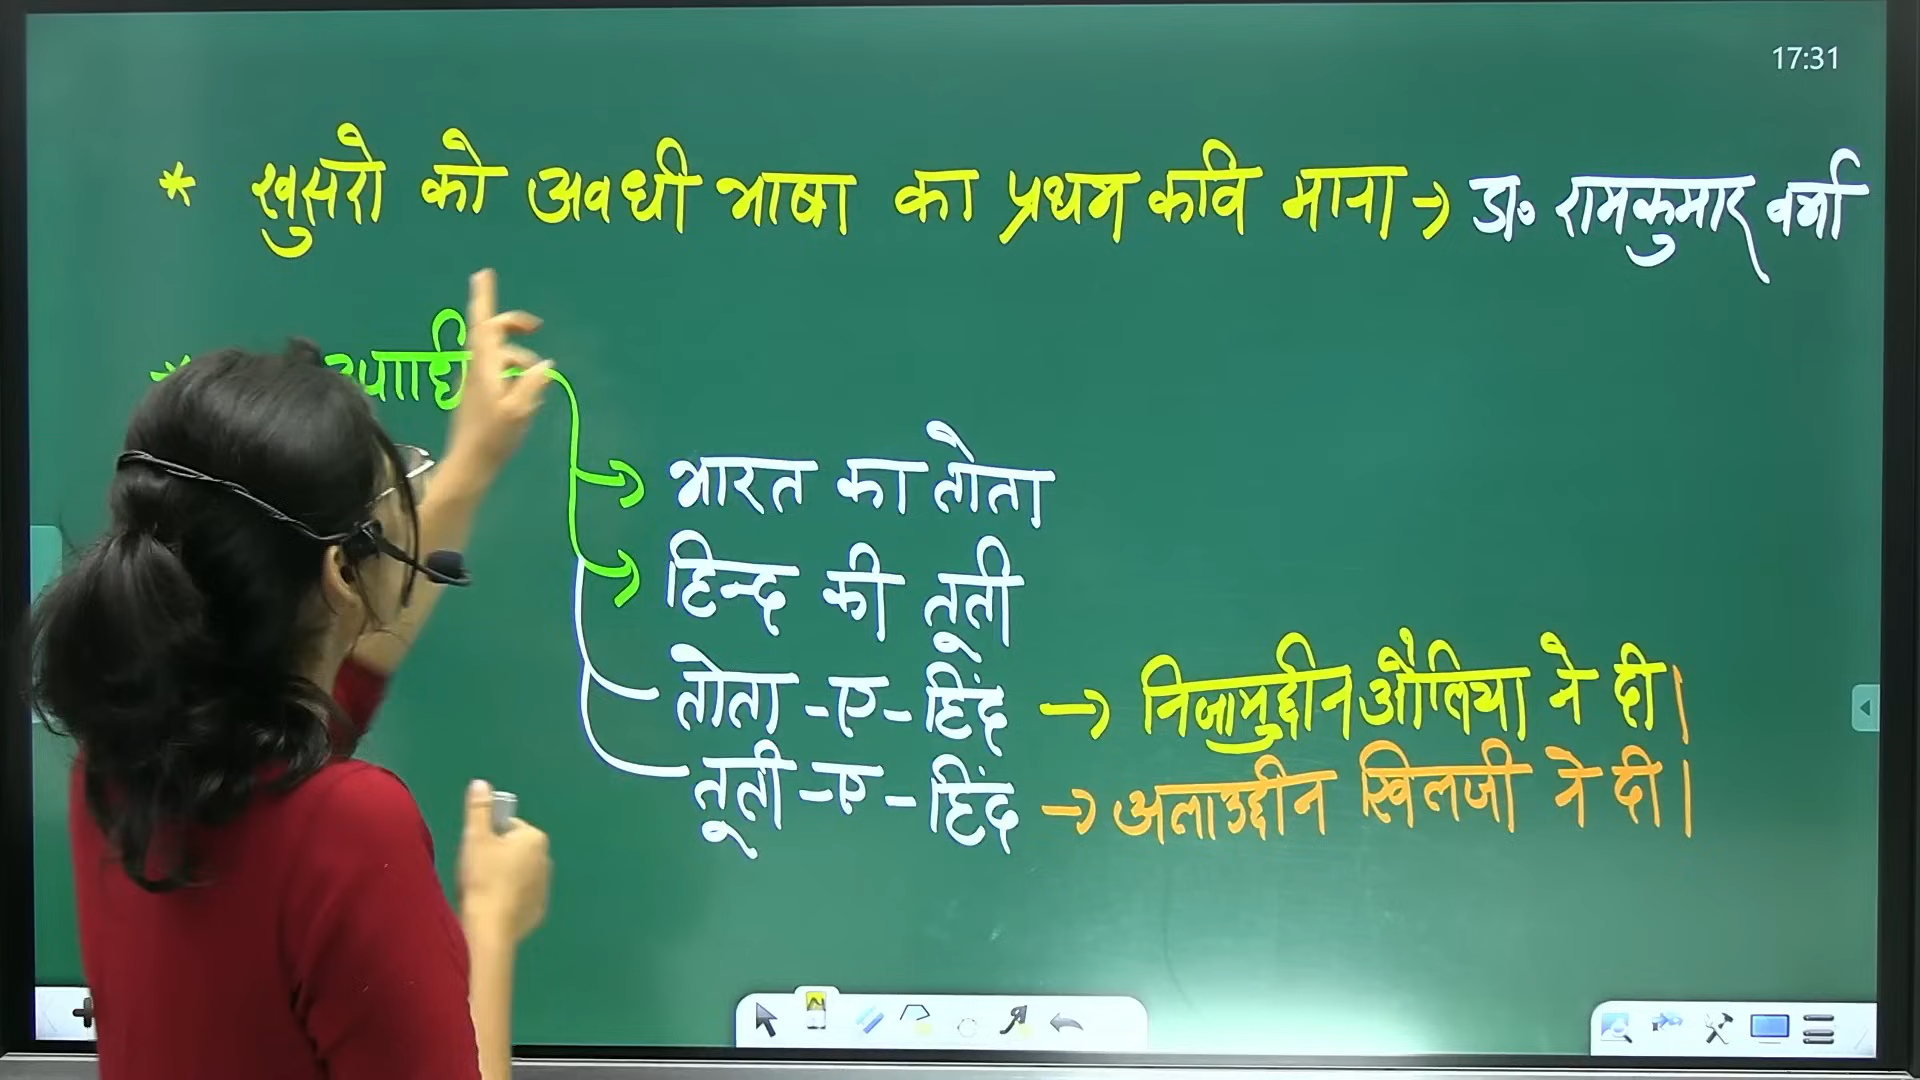 17:31
* खुसरो को अवधी भाषा का प्रथम कवि माना → डा॰ रामकुमार वर्मा
* उपाधि
→ भारत का तोता
→ हिन्द की तूती
तोता -ए- हिंद → निजामुद्दीन औलिया ने दी|
तूती -ए- हिंद → अलाउद्दीन खिलजी ने दी|